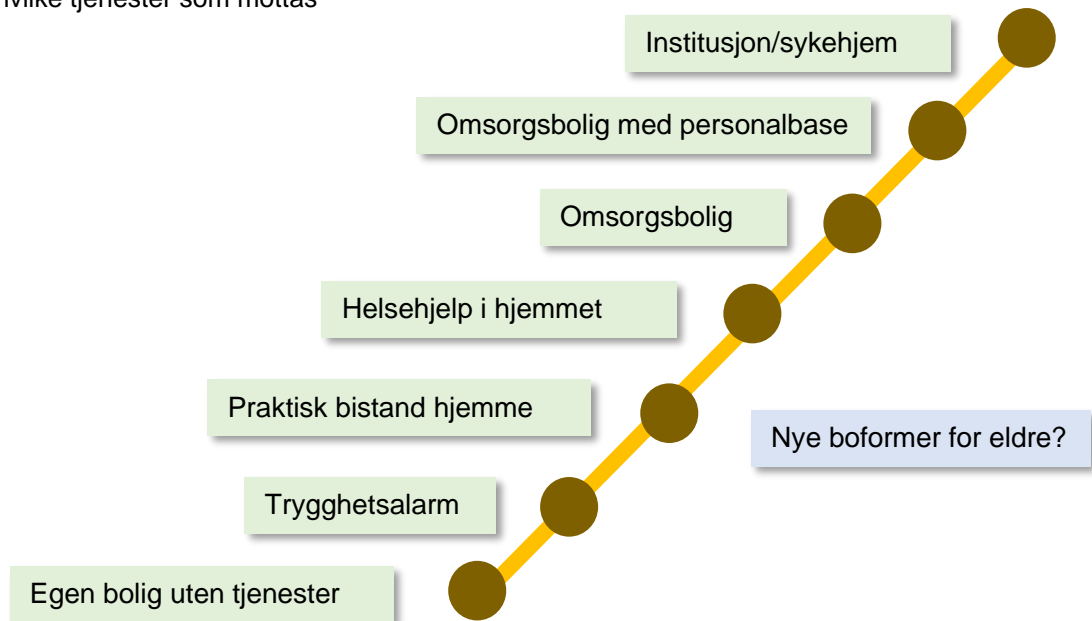 tjenester som mottas
Institusjon/sykehjem
Omsorgsbolig med personalbase
Omsorgsbolig
Helsehjelp i hjemmet
Praktisk bistand hjemme
Nye boformer for eldre?
Trygghetsalarm
Egen bolig uten tjenester